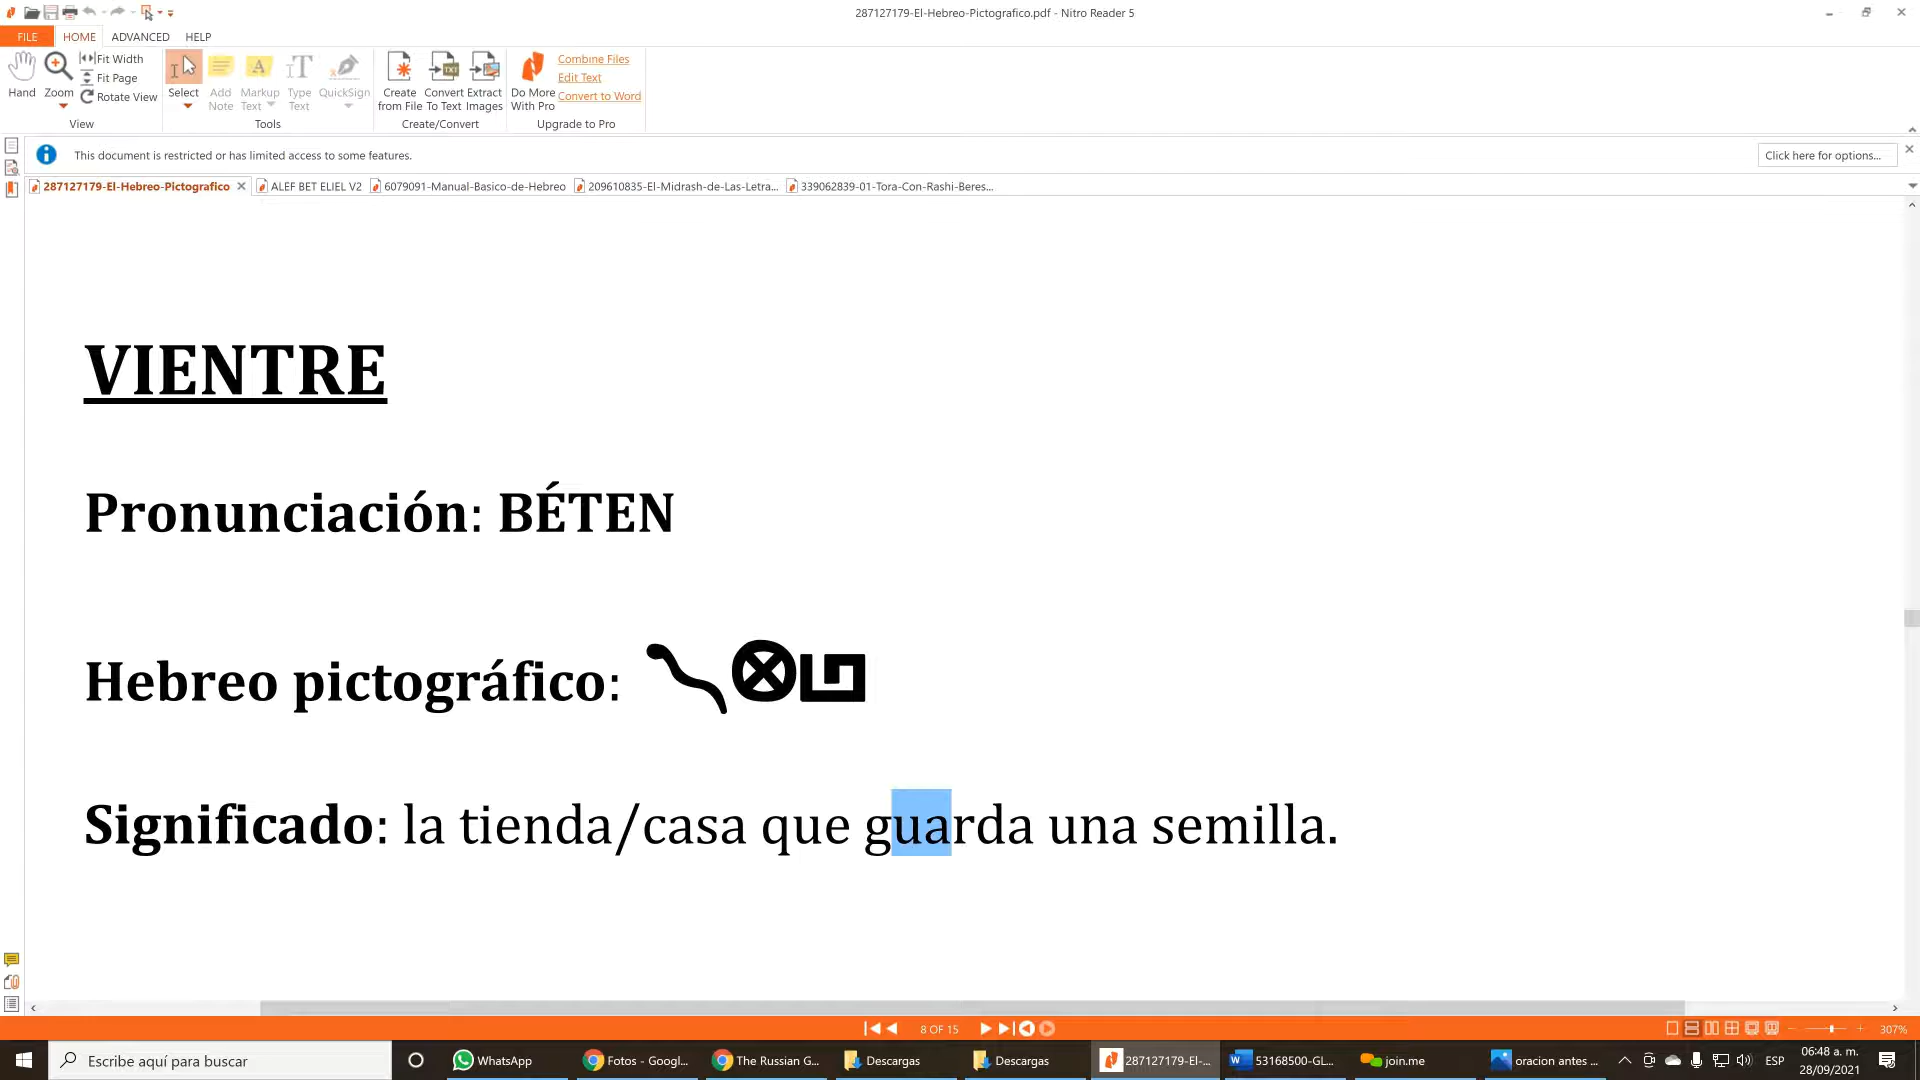 287127179-El-Hebreo-Pictografico.pdf - Nitro Reader 5
FILE HOME ADVANCED HELP
Hand
Zoom
Fit Width
Fit Page
Rotate View
View
Select
Add Note
Markup Text
Type Text
QuickSign
Tools
Create from File
Convert To Text
Extract Images
Create/Convert
Do More With Pro
Combine Files
Edit Text
Convert to Word
Upgrade to Pro
This document is restricted or has limited access to some features.
Click here for options...
287127179-El-Hebreo-Pictografico ALEF BET ELIEL V2 6079091-Manual-Basico-de-Hebreo 209610835-El-Midrash-de-Las-Letra... 339062839-01-Tora-Con-Rashi-Beres...
VIENTRE
Pronunciación: BÉTEN
Hebreo pictográfico:
Significado: la tienda/casa que guarda una semilla.
8 OF 15
307%
Escribe aquí para buscar
WhatsApp
Fotos - Googl...
The Russian G...
Descargas
Descargas
287127179-El-...
53168500-GL...
join.me
oracion antes ...
ESP
06:48 a. m.
28/09/2021